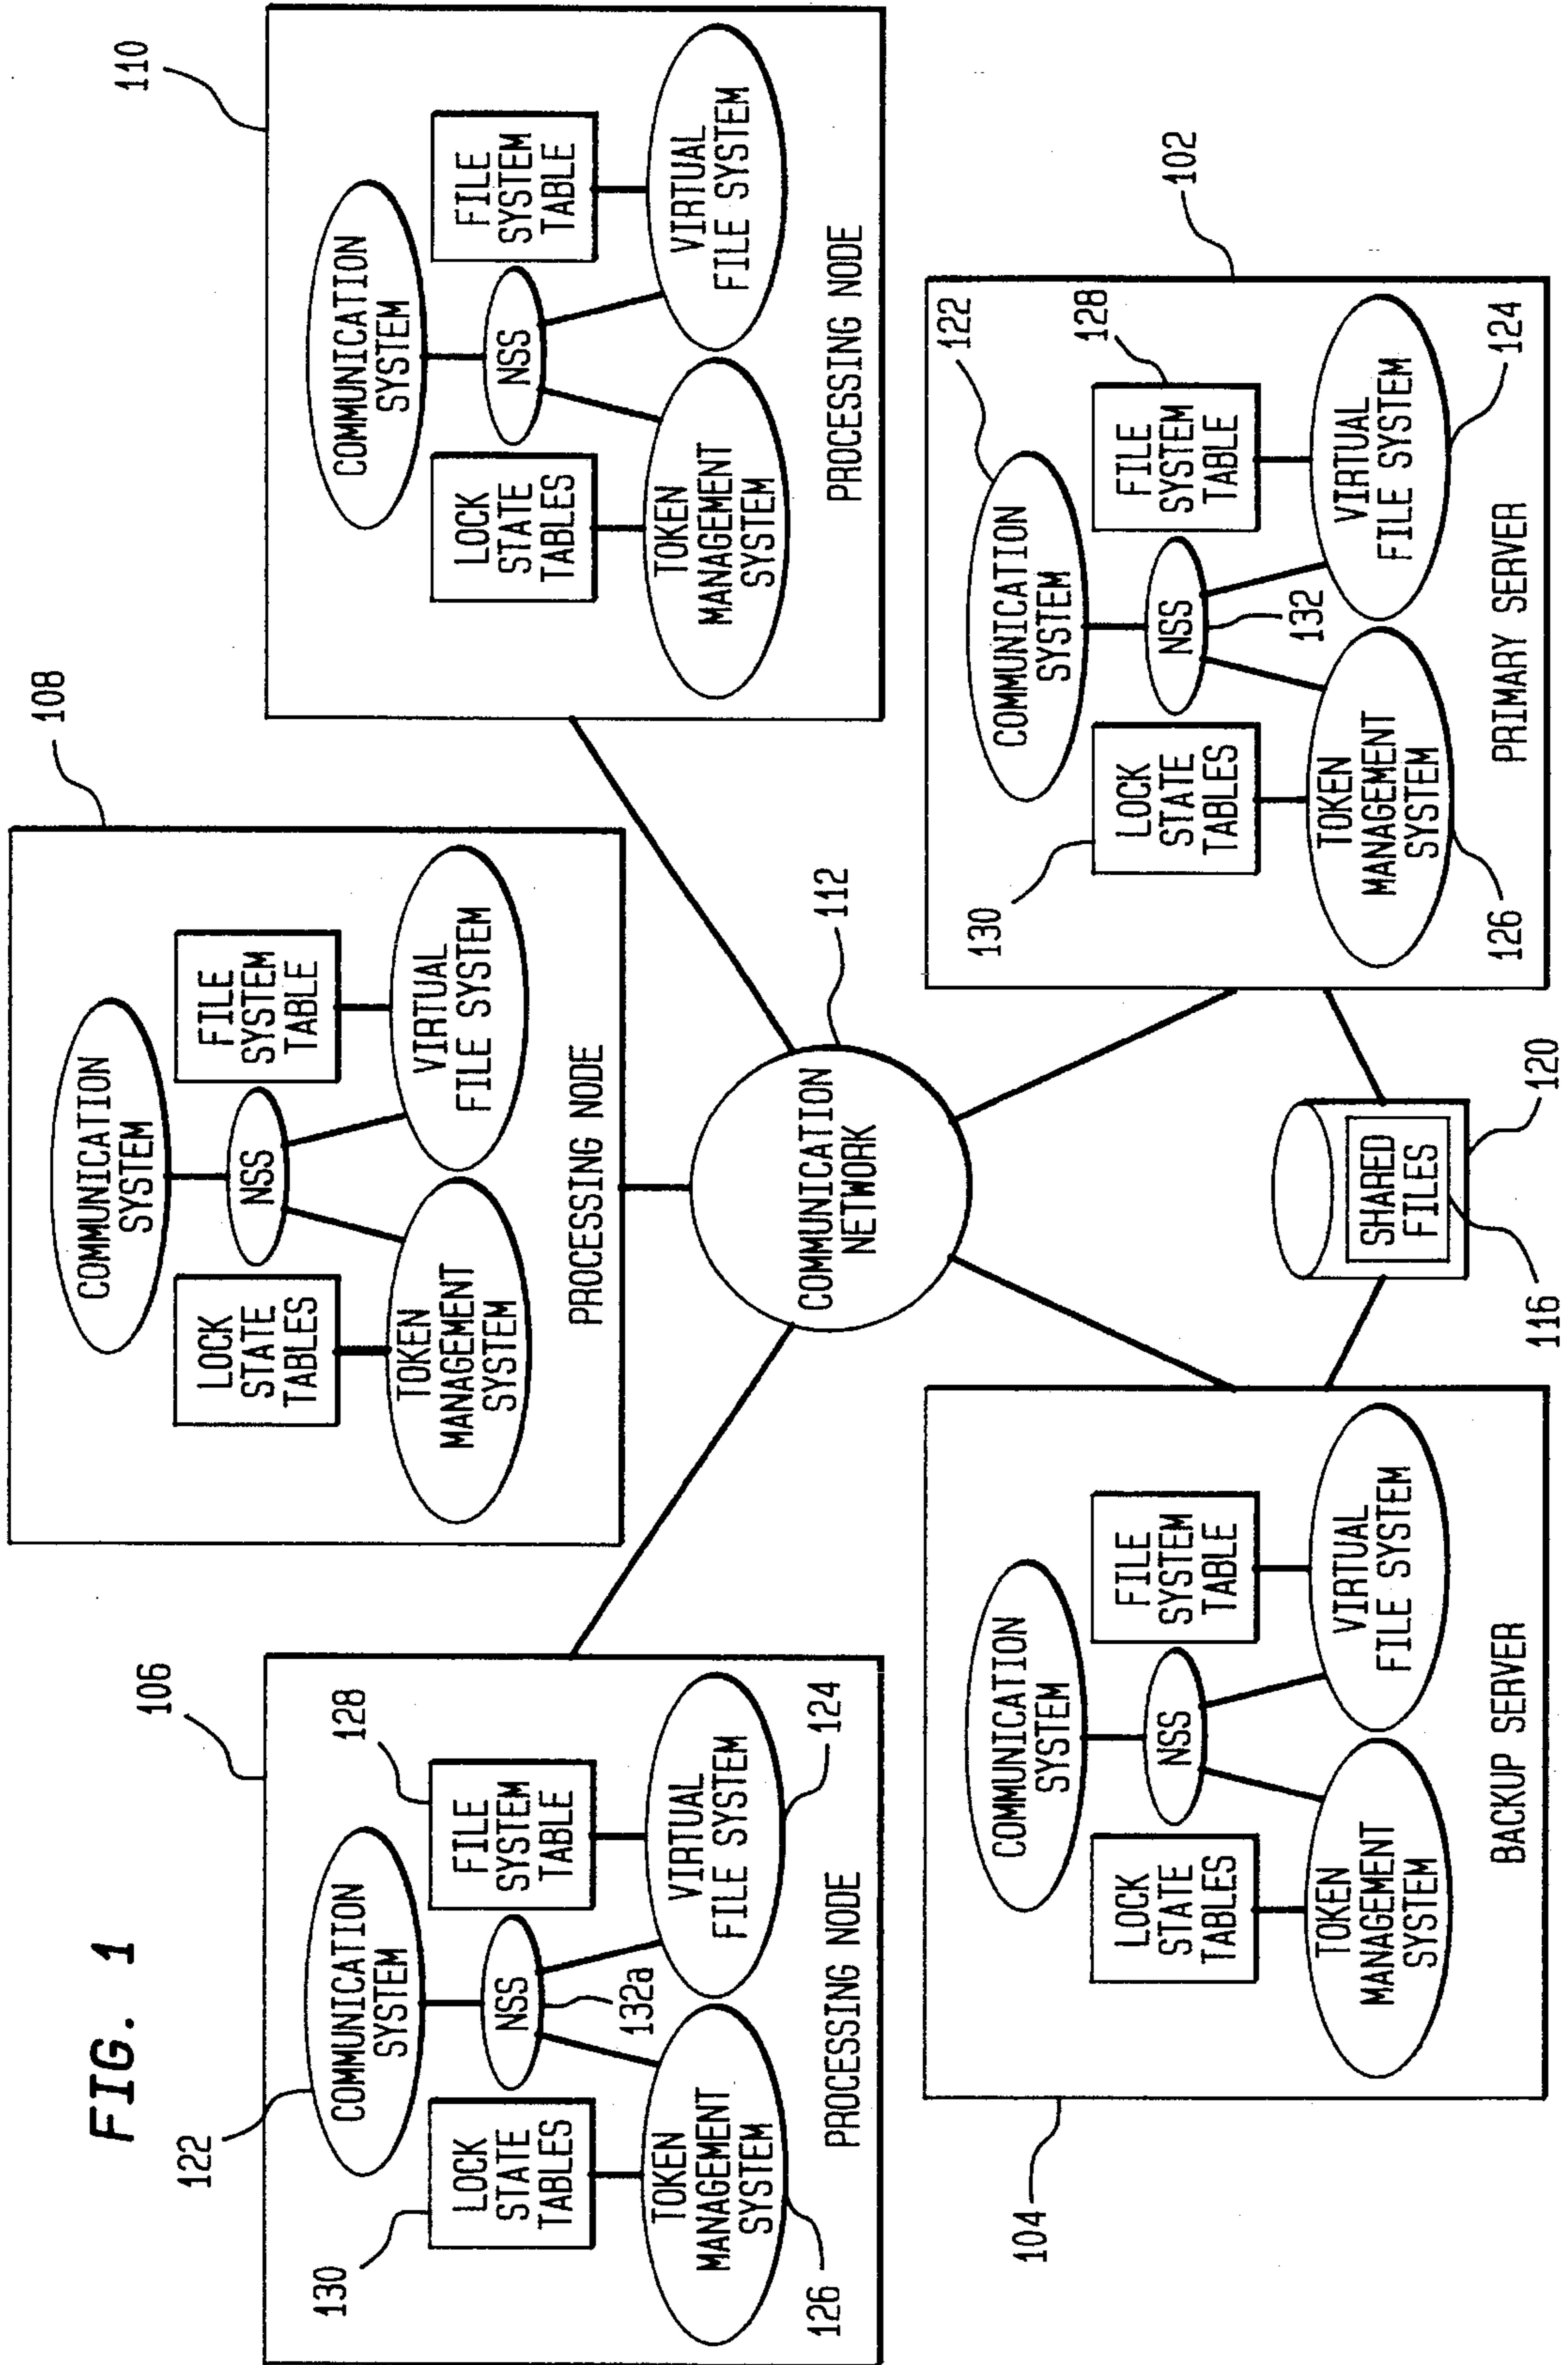 FIG. 1
106
122
COMMUNICATION
SYSTEM
130
LOCK
STATE
TABLES
NSS
132a
FILE
SYSTEM
TABLE
128
TOKEN
MANAGEMENT
SYSTEM
126
VIRTUAL
FILE SYSTEM
124
PROCESSING NODE
108
COMMUNICATION
SYSTEM
LOCK
STATE
TABLES
NSS
FILE
SYSTEM
TABLE
TOKEN
MANAGEMENT
SYSTEM
VIRTUAL
FILE SYSTEM
PROCESSING NODE
110
COMMUNICATION
SYSTEM
LOCK
STATE
TABLES
NSS
FILE
SYSTEM
TABLE
TOKEN
MANAGEMENT
SYSTEM
VIRTUAL
FILE SYSTEM
PROCESSING NODE
COMMUNICATION
NETWORK
112
104
COMMUNICATION
SYSTEM
LOCK
STATE
TABLES
NSS
FILE
SYSTEM
TABLE
TOKEN
MANAGEMENT
SYSTEM
VIRTUAL
FILE SYSTEM
BACKUP SERVER
SHARED
FILES
116
120
102
122
COMMUNICATION
SYSTEM
130
LOCK
STATE
TABLES
NSS
132
FILE
SYSTEM
TABLE
128
TOKEN
MANAGEMENT
SYSTEM
126
VIRTUAL
FILE SYSTEM
124
PRIMARY SERVER